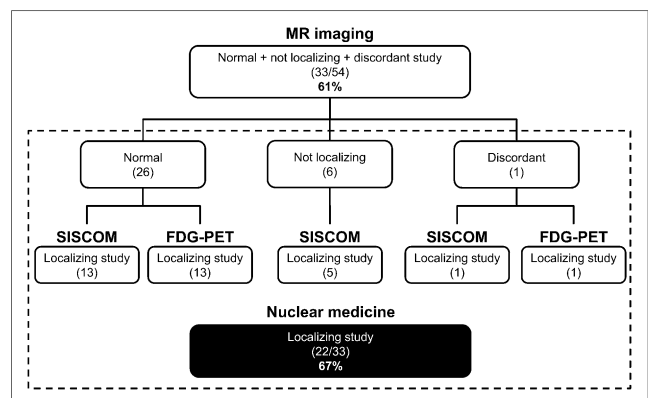 MR imaging
Normal + not localizing + discordant study
(33/54)
61%
Normal
(26)
Not localizing
(6)
Discordant
(1)
SISCOM
Localizing study
(13)
FDG-PET
Localizing study
(13)
SISCOM
Localizing study
(5)
SISCOM
Localizing study
(1)
FDG-PET
Localizing study
(1)
Nuclear medicine
Localizing study
(22/33)
67%